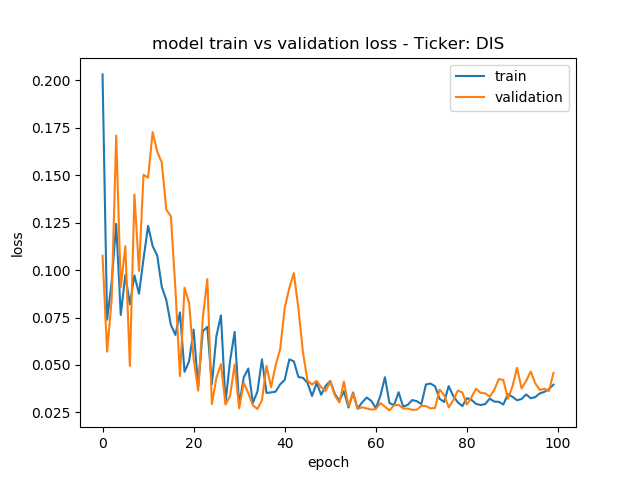 model train vs validation loss - Ticker: DIS
train
validation
0.200
0.175
0.150
0.125
0.100
0.075
0.050
0.025
loss
0 20 40 60 80 100
epoch